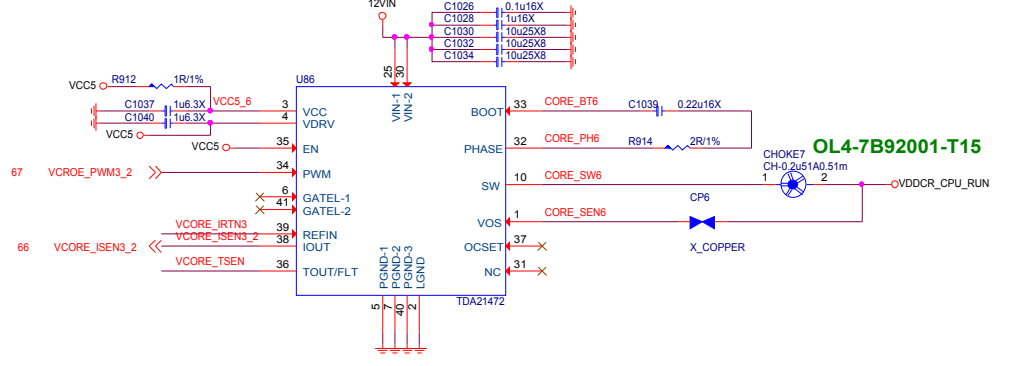 12VIN
C1026 0.1u16X
C1028 1u16X
C1030 10u25X8
C1032 10u25X8
C1034 10u25X8
25 30
VCC5 R912 1R/1% U86
C1037 1u6.3X VCC5_6 3 VCC VIN-1 VIN-2 BOOT 33 CORE_BT6 C1039 0.22u16X
C1040 1u6.3X 4 VDRV
VCC5
VCC5 35 EN PHASE 32 CORE_PH6 R914 2R/1%
OL4-7B92001-T15
CHOKE7
CH-0.2u51A0.51m
67 VCROE_PWM3_2 34 PWM
SW 10 CORE_SW6 1 2 VDDCR_CPU_RUN
6 GATEL-1
41 GATEL-2
CP6
VOS 1 CORE_SEN6
X_COPPER
VCORE_IRTN3 39 REFIN
VCORE_ISEN3_2
66 VCORE_ISEN3_2 38 IOUT OCSET 37
VCORE_TSEN 36 TOUT/FLT NC 31
PGND-1 PGND-2 PGND-3 LGND
TDA21472
5 7 40 2